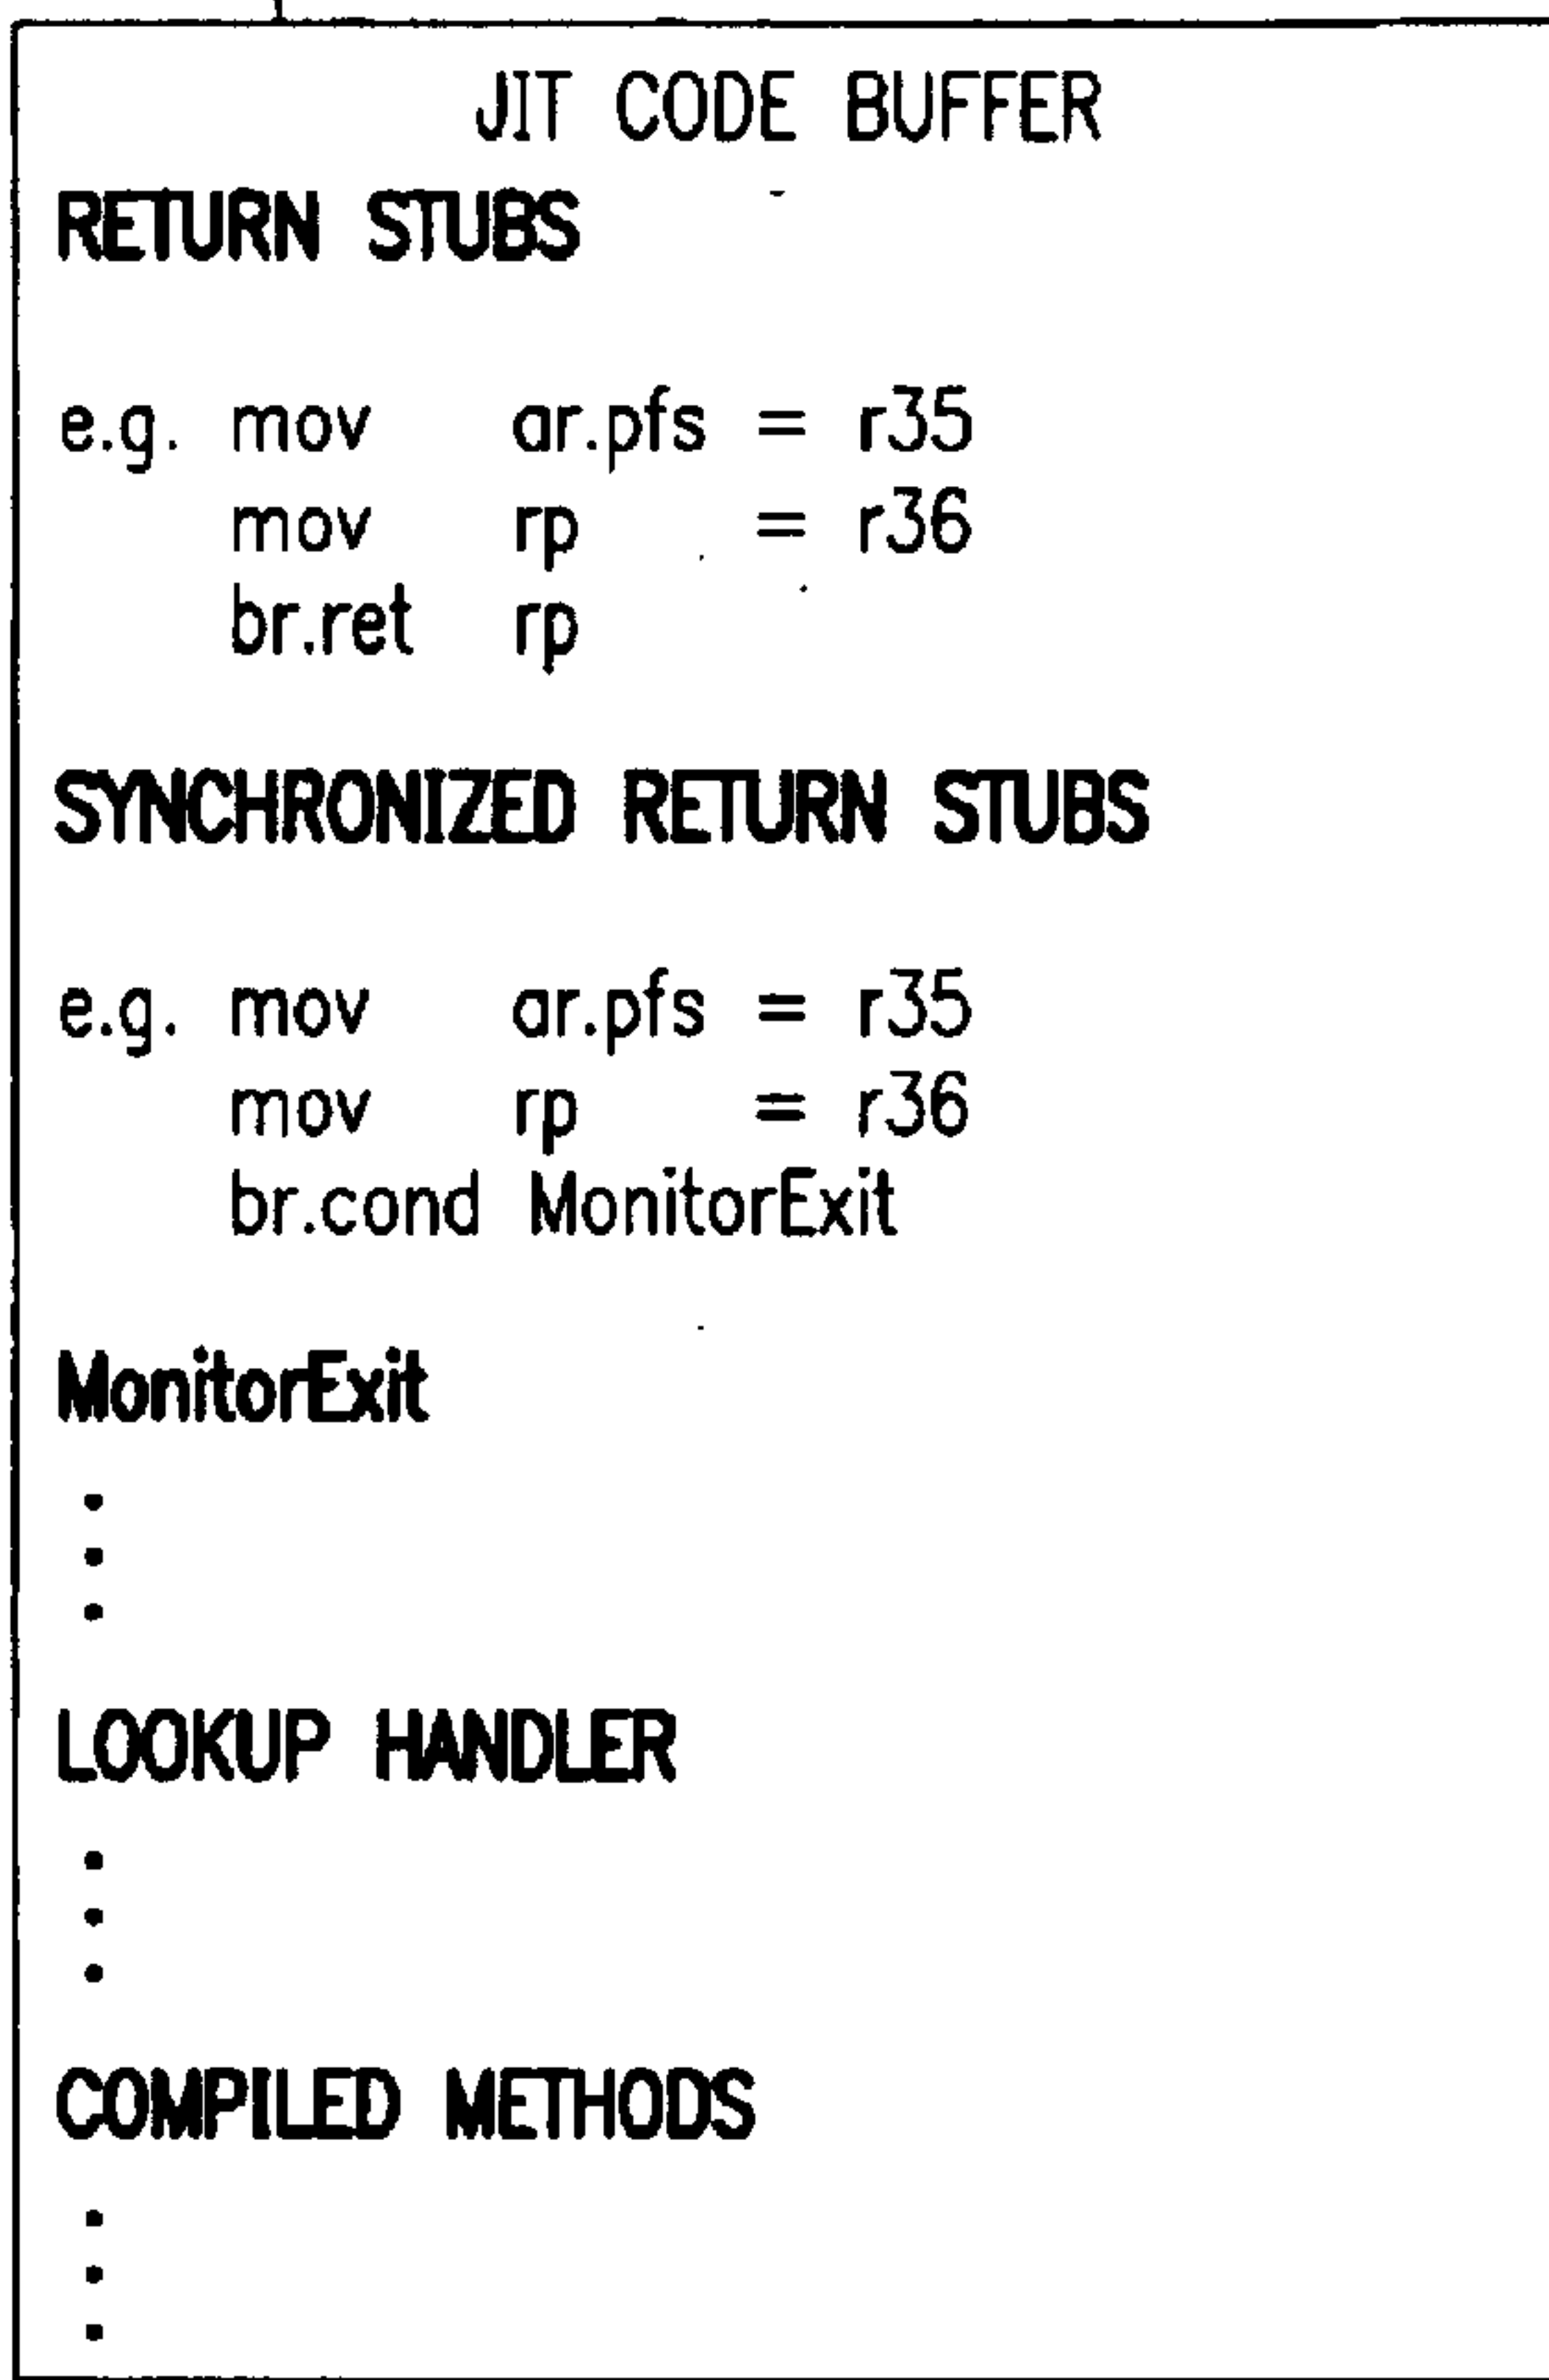 JIT CODE BUFFER
RETURN STUBS
e.g. mov ar.pfs = r35
mov rp = r36
br.ret rp
SYNCHRONIZED RETURN STUBS
e.g. mov ar.pfs = r35
mov rp = r36
br.cond MonitorExit
MonitorExit
LOOKUP HANDLER
COMPILED METHODS